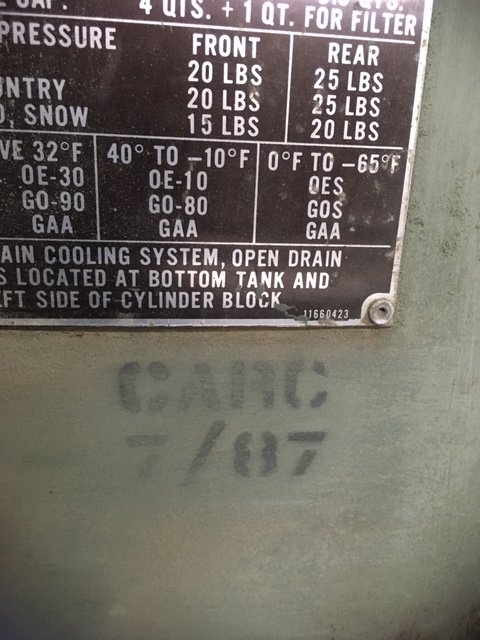 CAP. 4 QTS. + 1 QT. FOR FILTER
PRESSURE FRONT REAR
20 LBS 25 LBS
UNTRY 20 LBS 25 LBS
D, SNOW 15 LBS 20 LBS
VE 32°F 40° TO -10°F 0°F TO -65°F
OE-30 OE-10 OES
GO-90 GO-80 GOS
GAA GAA GAA
AIN COOLING SYSTEM, OPEN DRAIN
S LOCATED AT BOTTOM TANK AND
EFT SIDE OF CYLINDER BLOCK
11660423
CARC
7/87